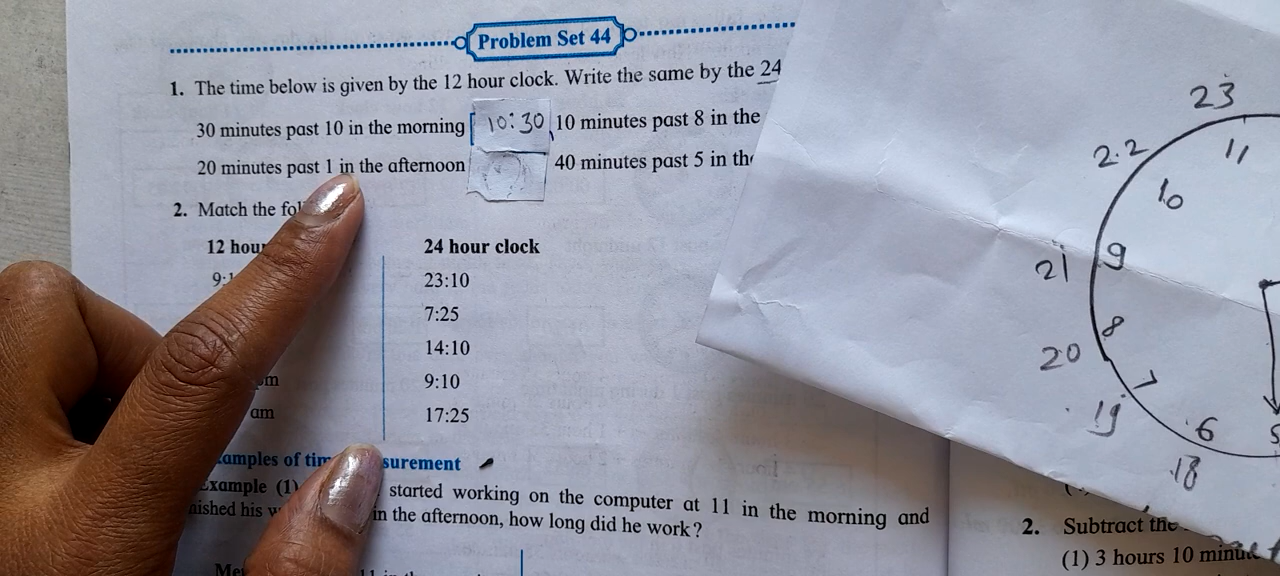 Problem Set 44
1. The time below is given by the 12 hour clock. Write the same by the 24
30 minutes past 10 in the morning 10:30 10 minutes past 8 in the
20 minutes past 1 in the afternoon 40 minutes past 5 in the
2. Match the
12 24 hour clock
23:10
7:25
14:10
9:10
am 17:25
of
(1) started working on the computer at 11 in the morning and
his in the afternoon, how long did he work?
23
22 11
10
21 9
20 8
7
19 6
18
2. Subtract the
(1) 3 hours 10